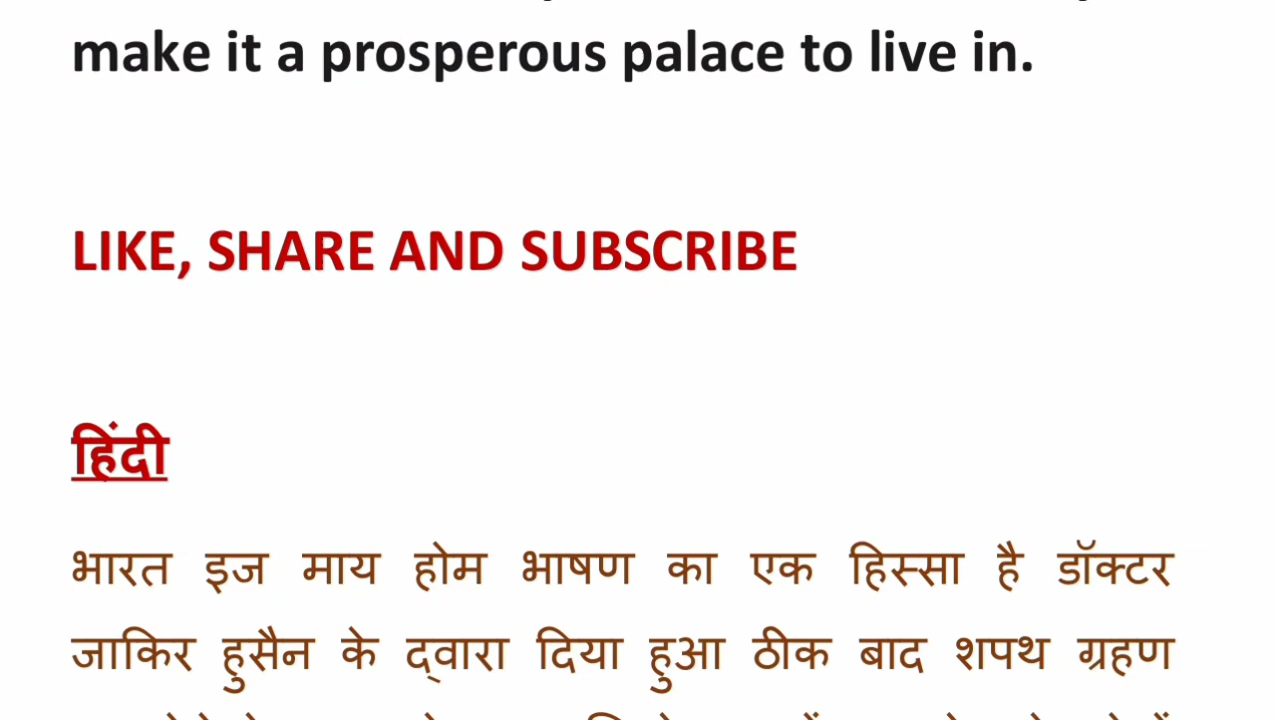 make it a prosperous palace to live in.
LIKE, SHARE AND SUBSCRIBE
हिंदी
भारत इज माय होम भाषण का एक हिस्सा है डॉक्टर
जाकिर हुसैन के द्वारा दिया हुआ ठीक बाद शपथ ग्रहण